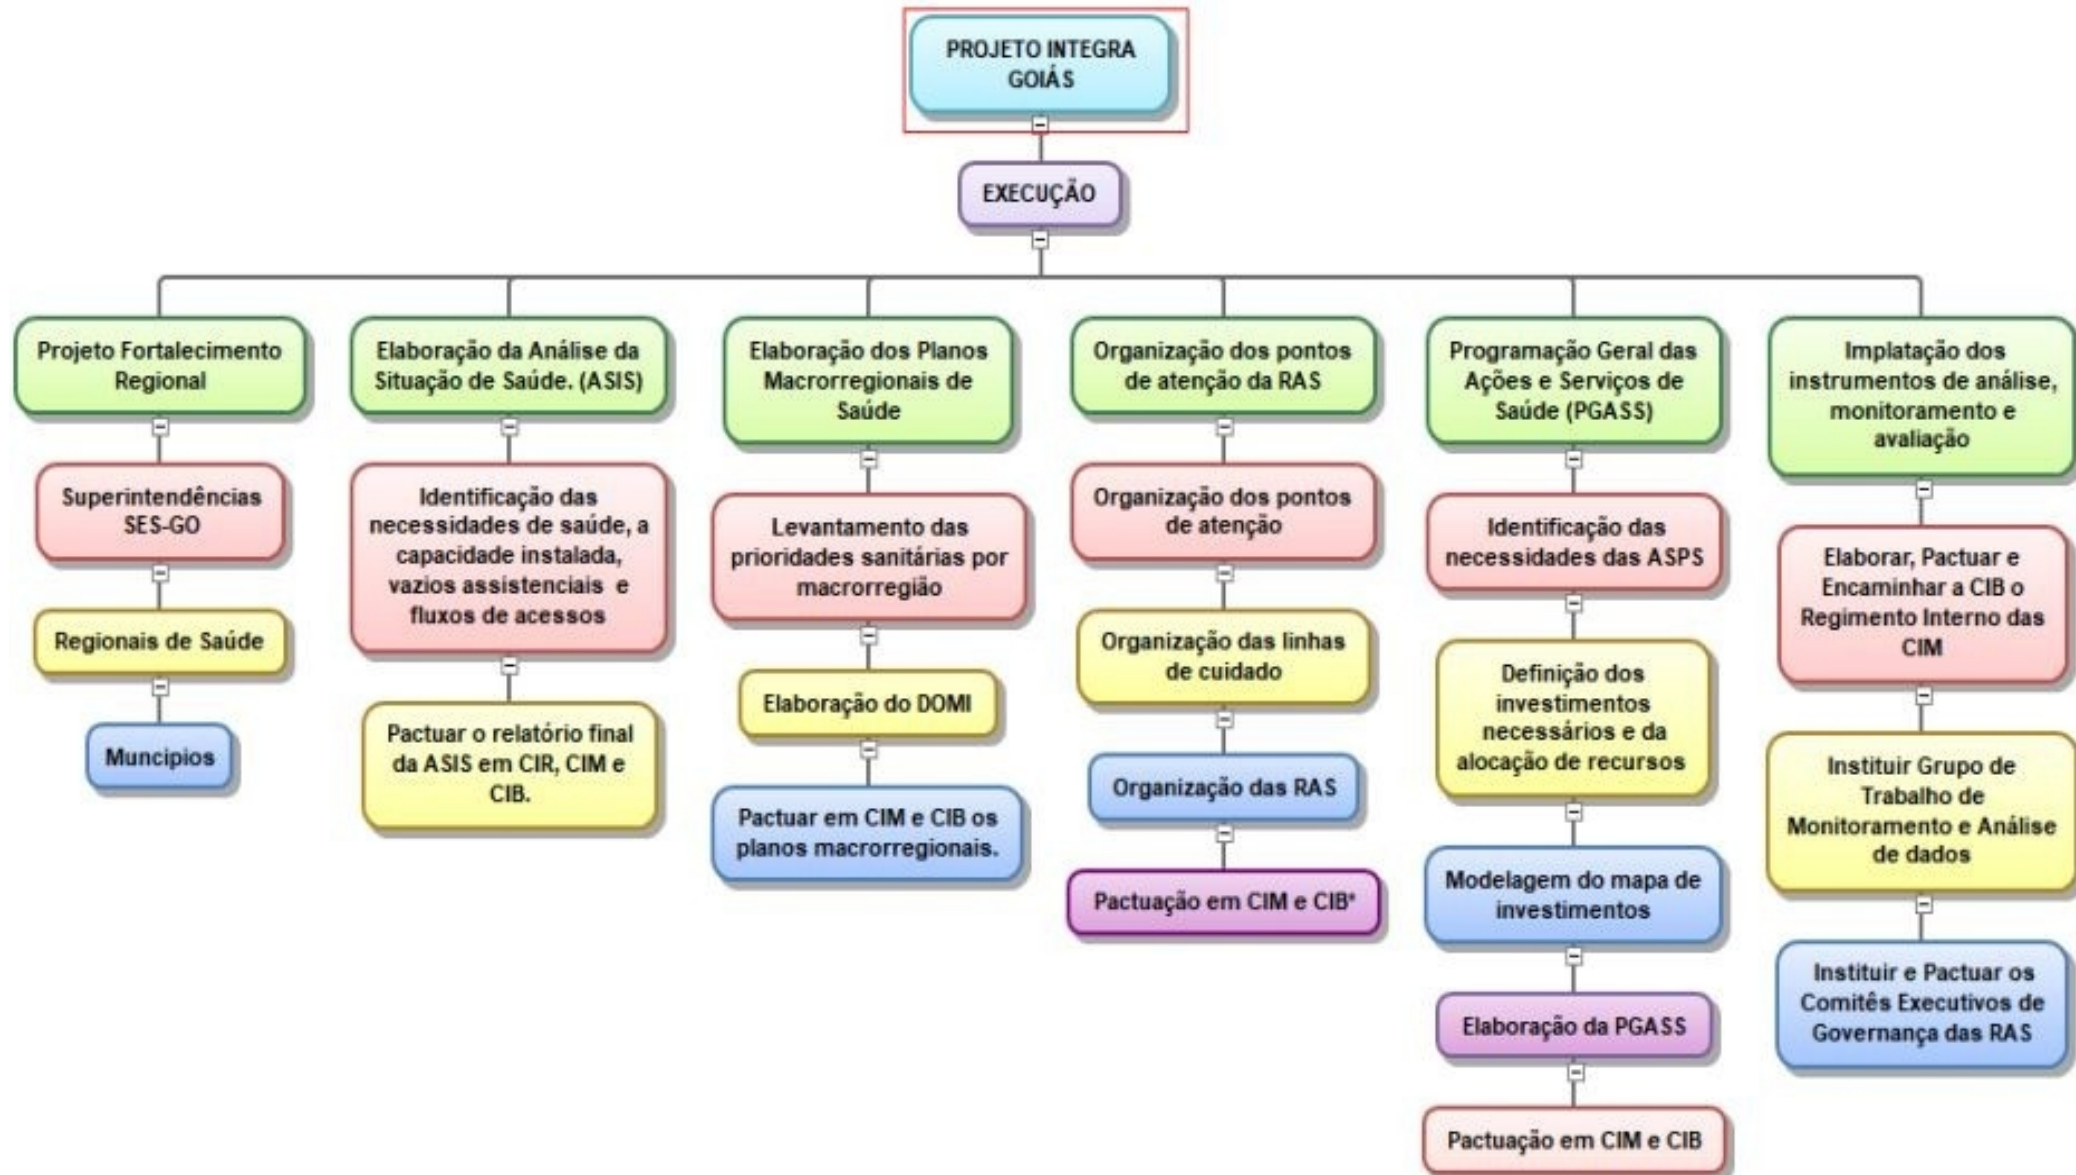 PROJETO INTEGRA
GOIÁS
EXECUÇÃO
Projeto Fortalecimento
Regional
Superintendências
SES-GO
Regionais de Saúde
Muncipios
Elaboração da Análise da
Situação de Saúde. (ASIS)
Identificação das
necessidades de saúde, a
capacidade instalada,
vazios assistenciais e
fluxos de acessos
Pactuar o relatório final
da ASIS em CIR, CIM e
CIB.
Elaboração dos Planos
Macrorregionais de
Saúde
Levantamento das
prioridades sanitárias por
macrorregião
Elaboração do DOMI
Pactuar em CIM e CIB os
planos macrorregionais.
Organização dos pontos
de atenção da RAS
Organização dos pontos
de atenção
Organização das linhas
de cuidado
Organização das RAS
Pactuação em CIM e CIB*
Programação Geral das
Ações e Serviços de
Saúde (PGASS)
Identificação das
necessidades das ASPS
Definição dos
investimentos
necessários e da
alocação de recursos
Modelagem do mapa de
investimentos
Elaboração da PGASS
Pactuação em CIM e CIB
Implatação dos
instrumentos de análise,
monitoramento e
avaliação
Elaborar, Pactuar e
Encaminhar a CIB o
Regimento Interno das
CIM
Instituir Grupo de
Trabalho de
Monitoramento e Análise
de dados
Instituir e Pactuar os
Comitês Executivos de
Governança das RAS